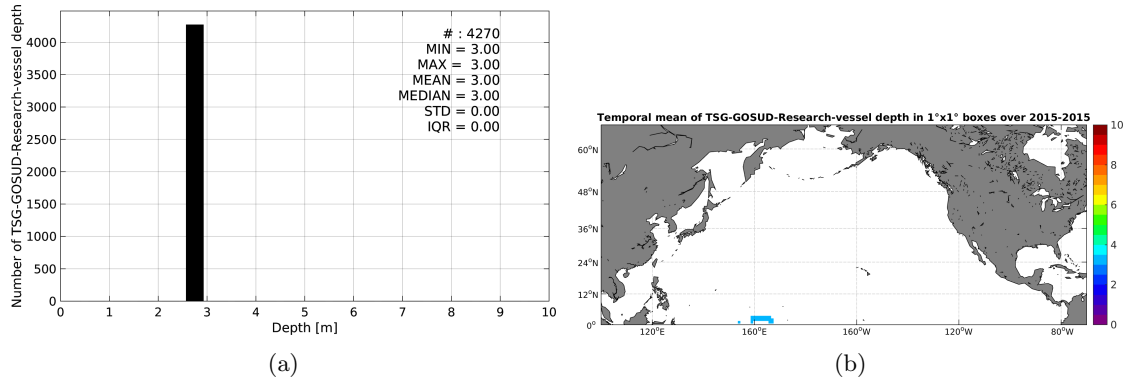 Number of TSG-GOSUD-Research-vessel depth
4000
3500
3000
2500
2000
1500
1000
500
0
# : 4270
MIN = 3.00
MAX = 3.00
MEAN = 3.00
MEDIAN = 3.00
STD = 0.00
IQR = 0.00
0 1 2 3 4 5 6 7 8 9 10
Depth [m]
(a)
Temporal mean of TSG-GOSUD-Research-vessel depth in 1°x1° boxes over 2015-2015
60°N
48°N
36°N
24°N
12°N
0°
120°E 160°E 160°W 120°W 80°W
10
8
6
4
2
0
(b)